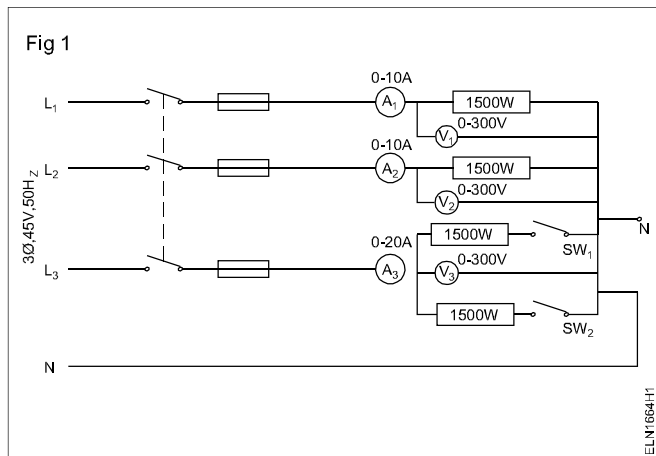 Fig 1
0-10A
L1
A1
1500W
0-300V
V1
0-10A
L2
A2
1500W
0-300V
V2
3Ø,45V,50HZ
0-20A
L3
A3
1500W
SW1
N
0-300V
V3
1500W
SW2
N
ELN1664H1